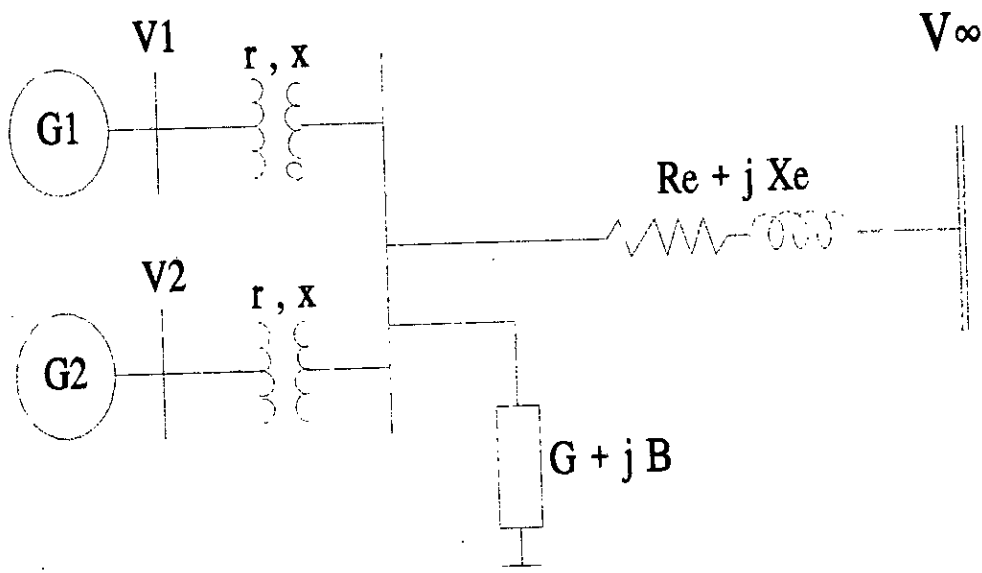 V1
r , x
V∞
G1
Re + j Xe
V2
r , x
G2
G + j B